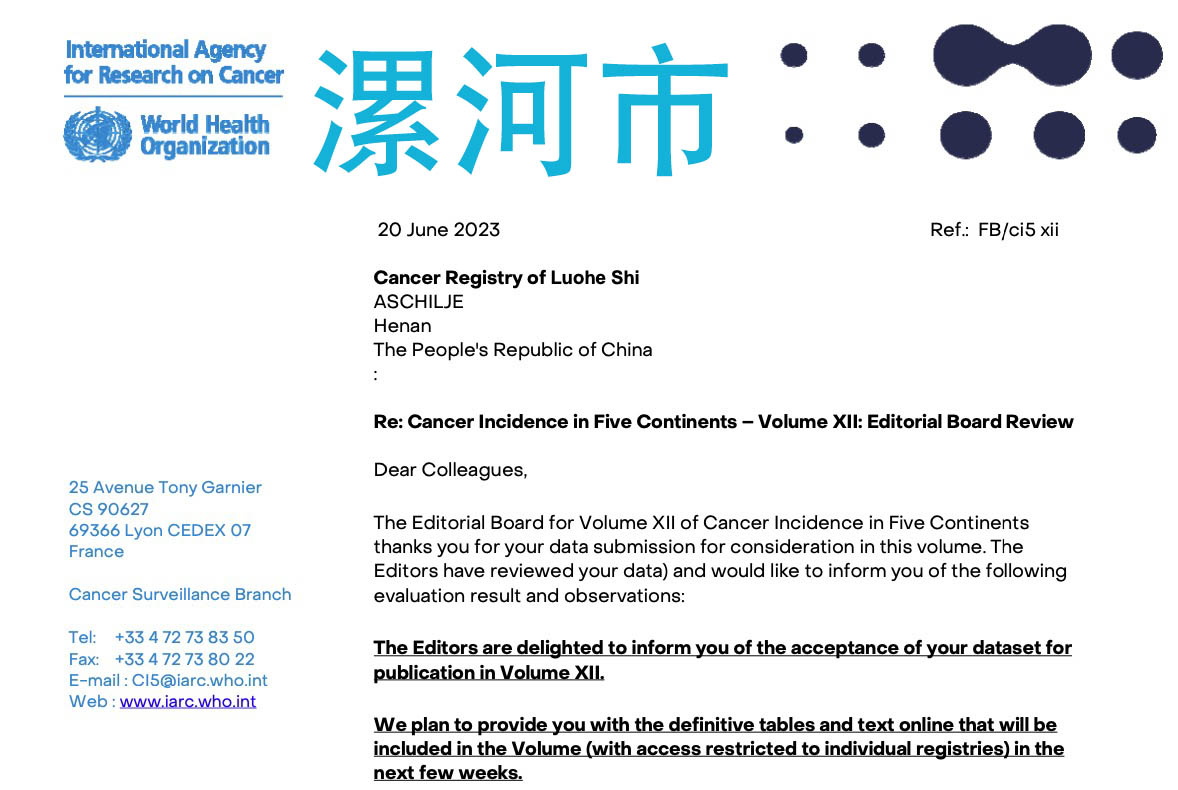 International Agency
for Research on Cancer
World Health
Organization
漯河市
20 June 2023 Ref.: FB/ci5 xii
Cancer Registry of Luohe Shi
ASCHILJE
Henan
The People's Republic of China
:
Re: Cancer Incidence in Five Continents – Volume XII: Editorial Board Review
Dear Colleagues,
25 Avenue Tony Garnier
CS 90627
69366 Lyon CEDEX 07
France
Cancer Surveillance Branch
Tel: +33 4 72 73 83 50
Fax: +33 4 72 73 80 22
E-mail : CI5@iarc.who.int
Web : www.iarc.who.int
The Editorial Board for Volume XII of Cancer Incidence in Five Continents
thanks you for your data submission for consideration in this volume. The
Editors have reviewed your data) and would like to inform you of the following
evaluation result and observations:
The Editors are delighted to inform you of the acceptance of your dataset for
publication in Volume XII.
We plan to provide you with the definitive tables and text online that will be
included in the Volume (with access restricted to individual registries) in the
next few weeks.